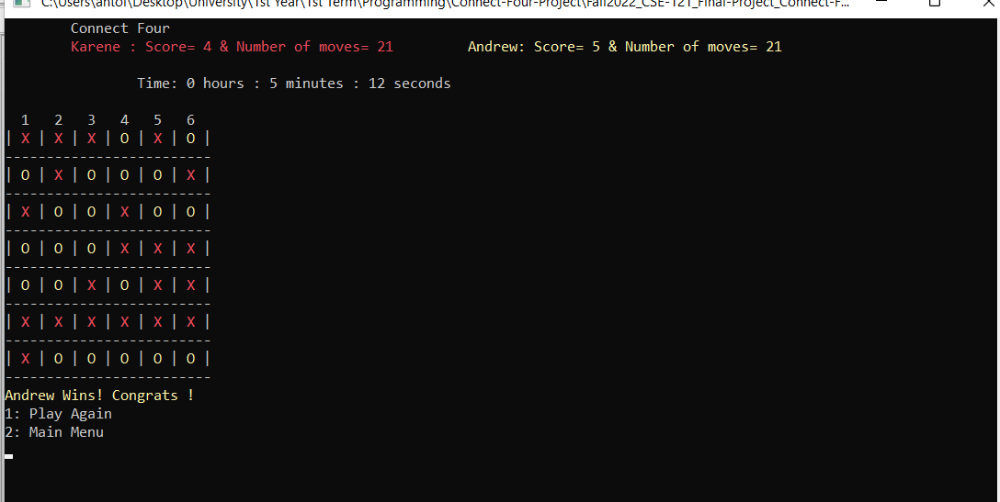 C:\Users\antoi\Desktop\University\1st Year\1st Term\Programming\Connect-Four-Project\Fall2022_CSE-121_Final-Project_Connect-F...
Connect Four
Karene : Score= 4 & Number of moves= 21 Andrew: Score= 5 & Number of moves= 21
Time: 0 hours : 5 minutes : 12 seconds
1 2 3 4 5 6
| X | X | X | O | X | O |
-------------------------
| O | X | O | O | O | X |
-------------------------
| X | O | O | X | O | O |
-------------------------
| O | O | O | X | X | X |
-------------------------
| O | O | X | O | X | X |
-------------------------
| X | X | X | X | X | X |
-------------------------
| X | O | O | O | O | O |
-------------------------
Andrew Wins! Congrats !
1: Play Again
2: Main Menu